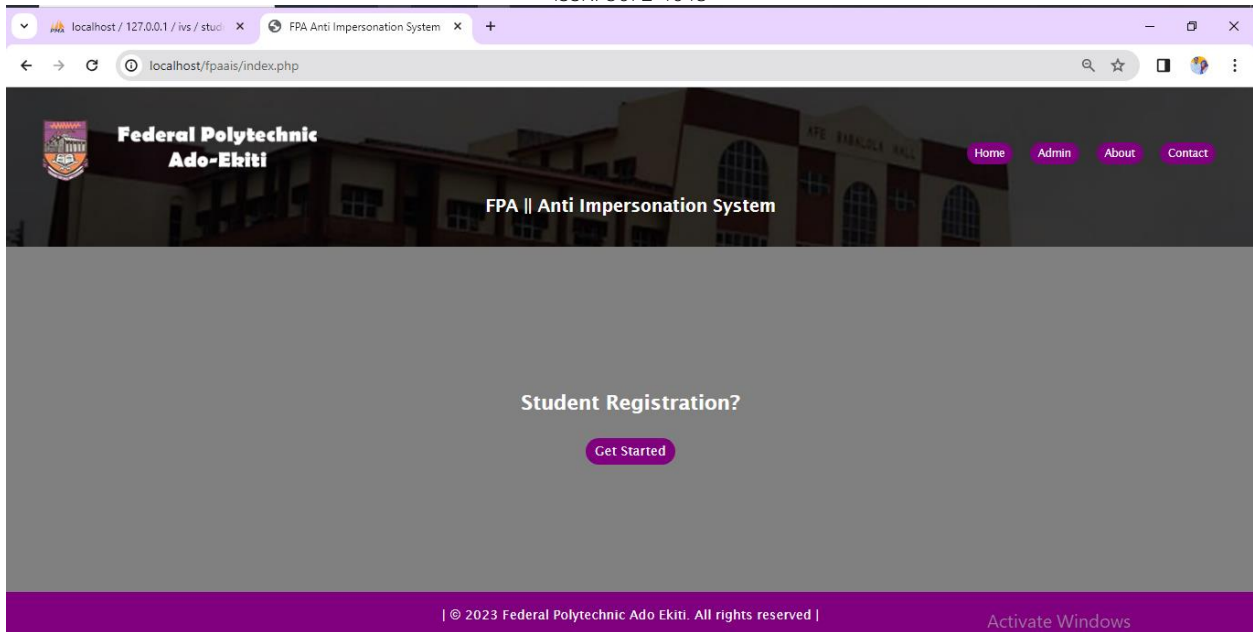 localhost / 127.0.0.1 / ivs / stud
FPA Anti Impersonation System
localhost/fpaais/index.php
Federal Polytechnic
Ado-Ekiti
Home Admin About Contact
FPA || Anti Impersonation System
Student Registration?
Get Started
| © 2023 Federal Polytechnic Ado Ekiti. All rights reserved |
Activate Windows